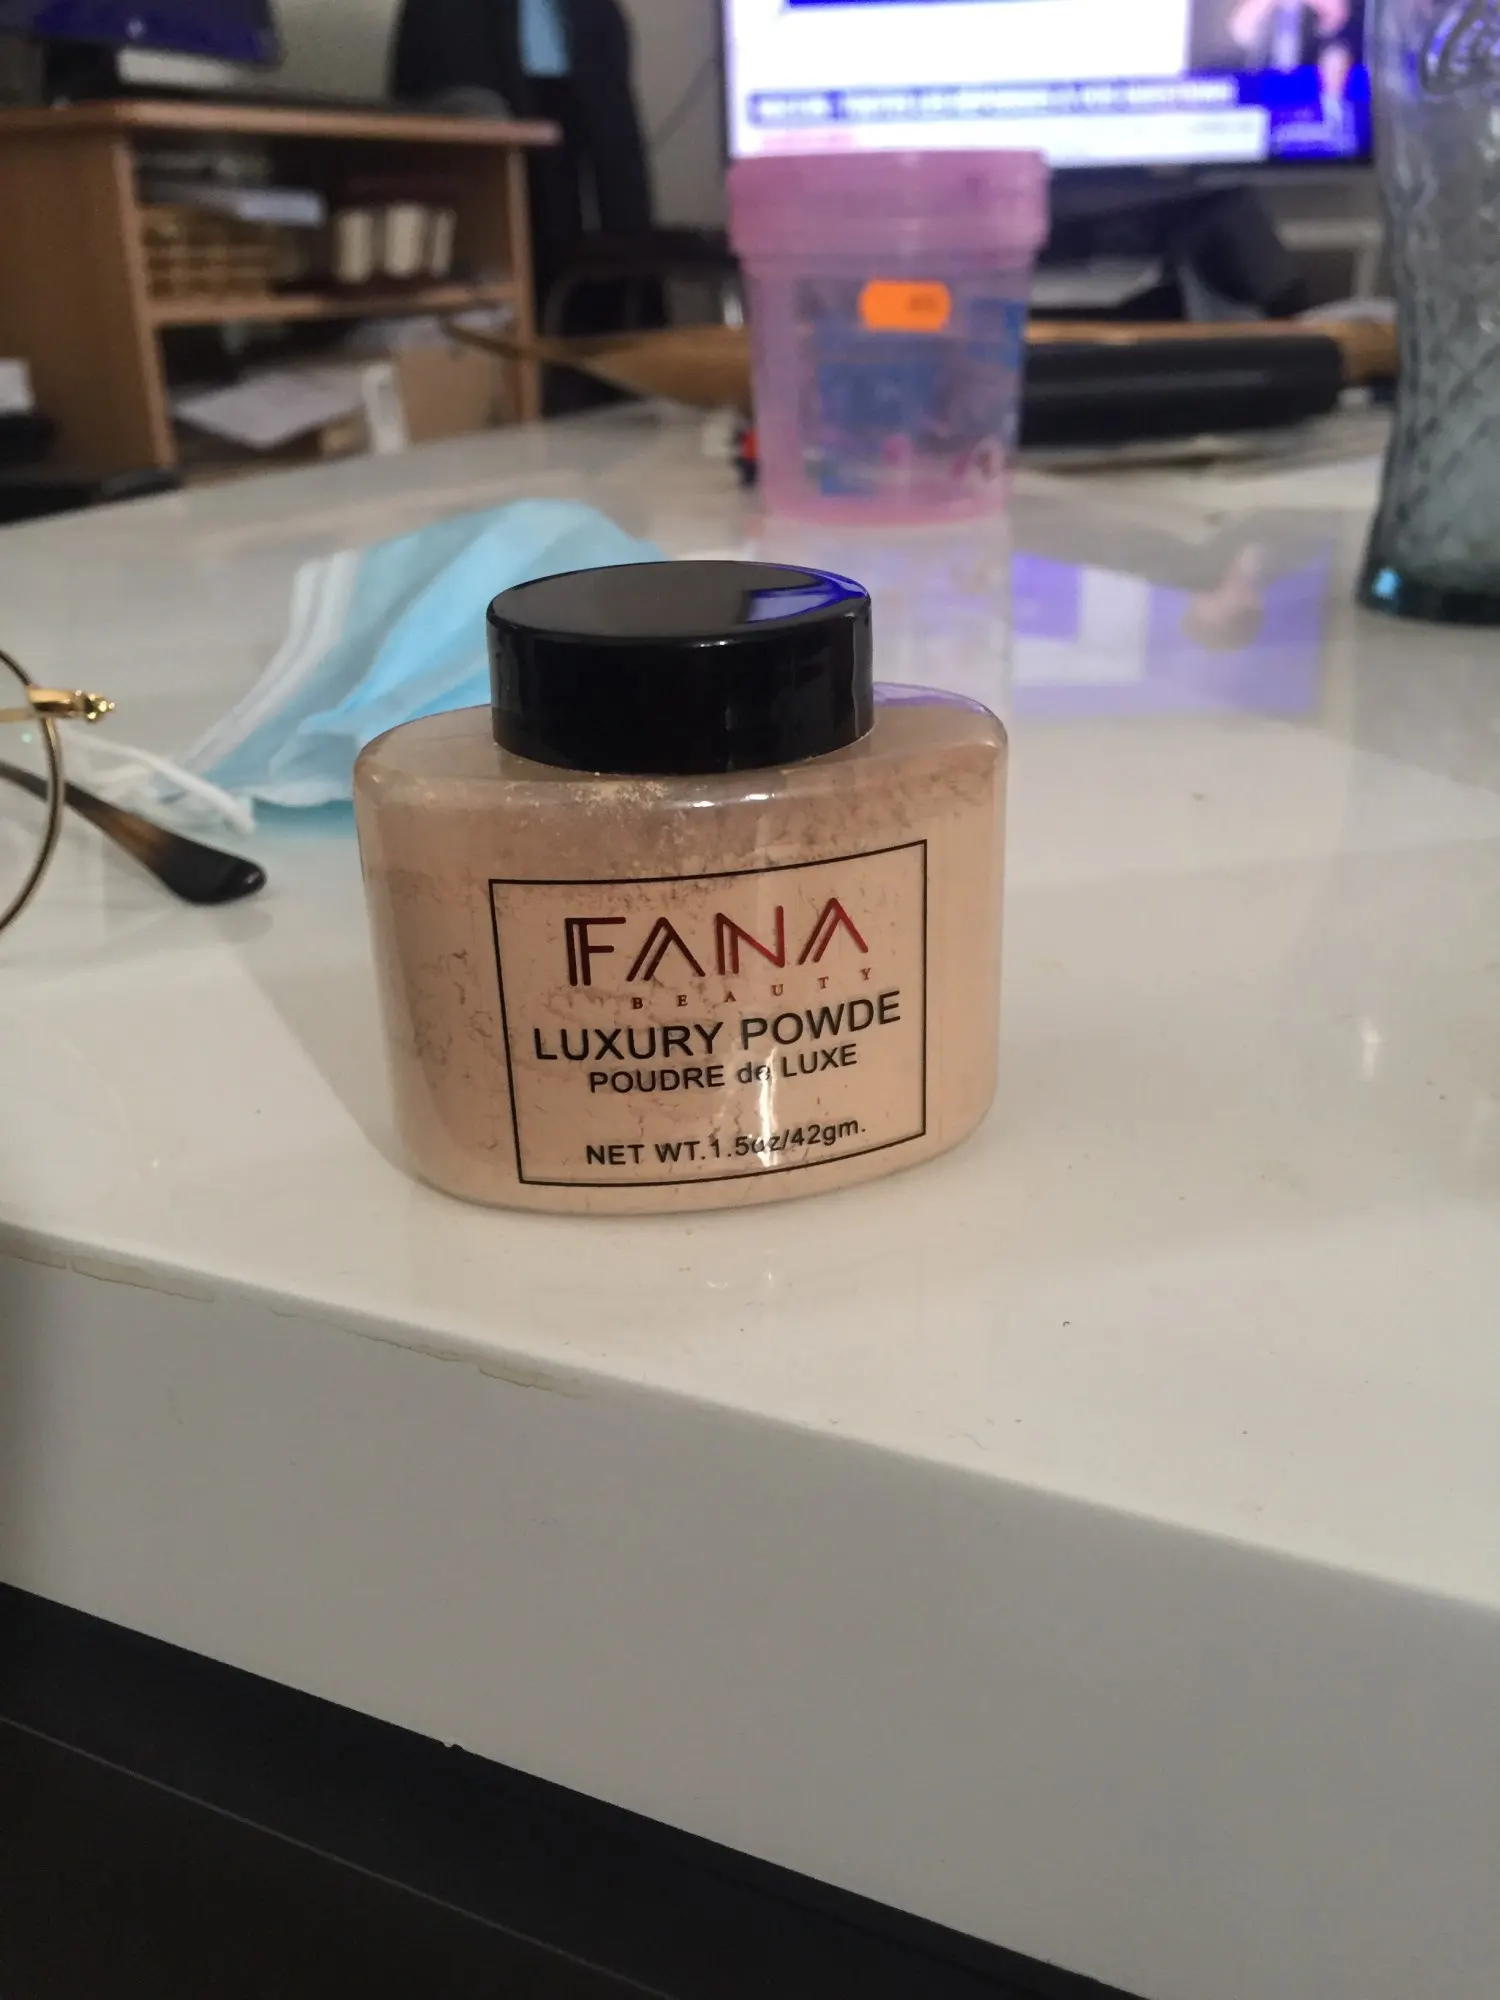 FANA
BEAUTY
LUXURY POWDE
POUDRE de LUXE
NET WT.1.5oz/42gm.